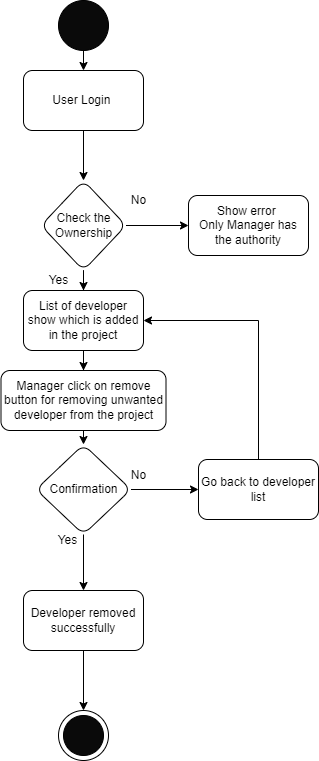 User Login
No
Check the
Ownership
Show error
Only Manager has
the authority
Yes
List of developer
show which is added
in the project
Manager click on remove
button for removing unwanted
developer from the project
No
Confirmation
Go back to developer
list
Yes
Developer removed
successfully